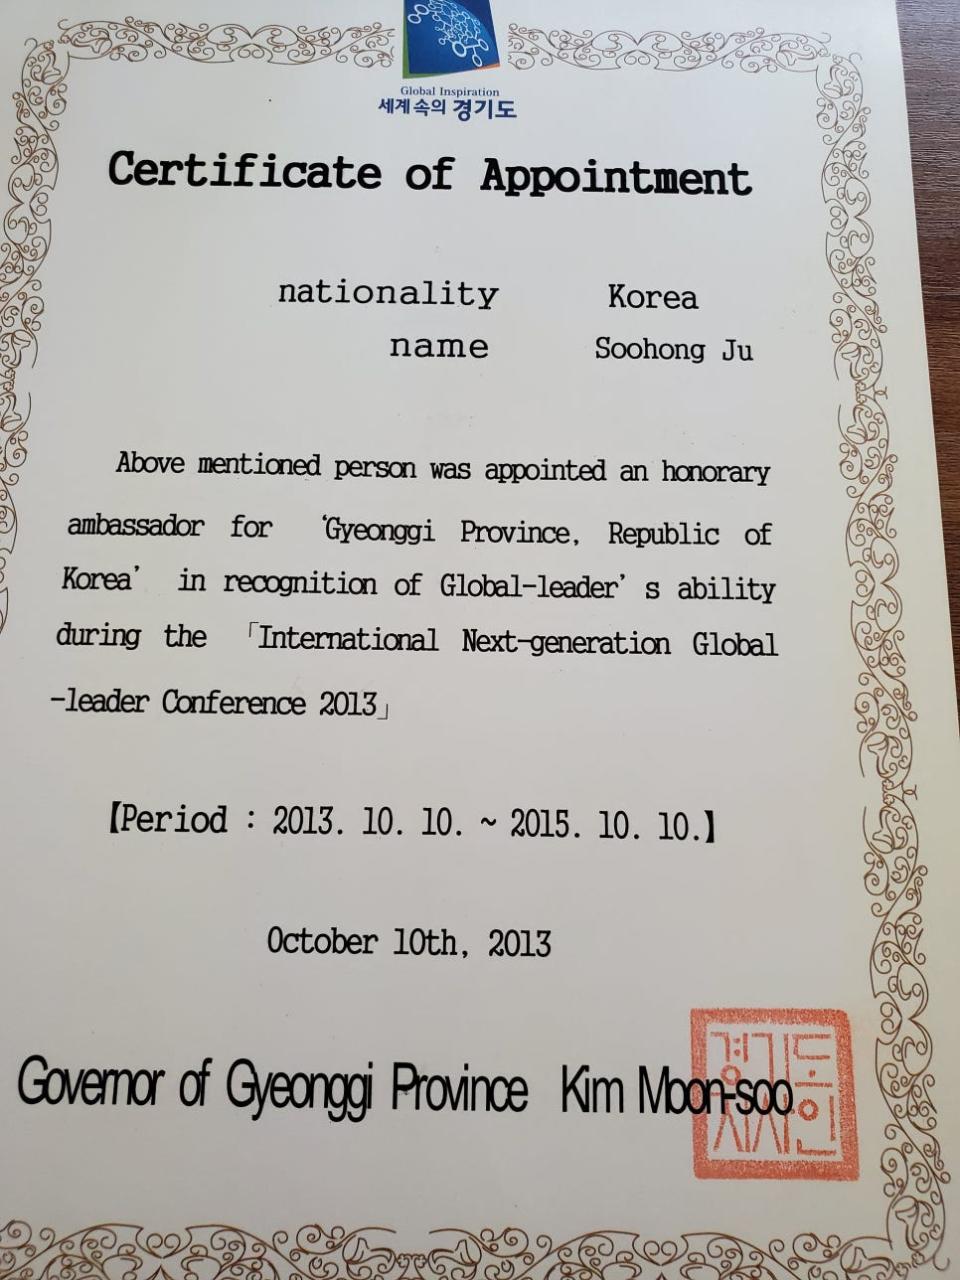 Global Inspiration
세계속의 경기도
Certificate of Appointment
nationality Korea
name Soohong Ju
Above mentioned person was appointed an honorary
ambassador for ‘Gyeonggi Province, Republic of
Korea’ in recognition of Global-leader’s ability
during the 「International Next-generation Global
-leader Conference 2013」
【Period : 2013. 10. 10. ~ 2015. 10. 10.】
October 10th, 2013
Governor of Gyeonggi Province Kim Moon-soo
경기도
지사인